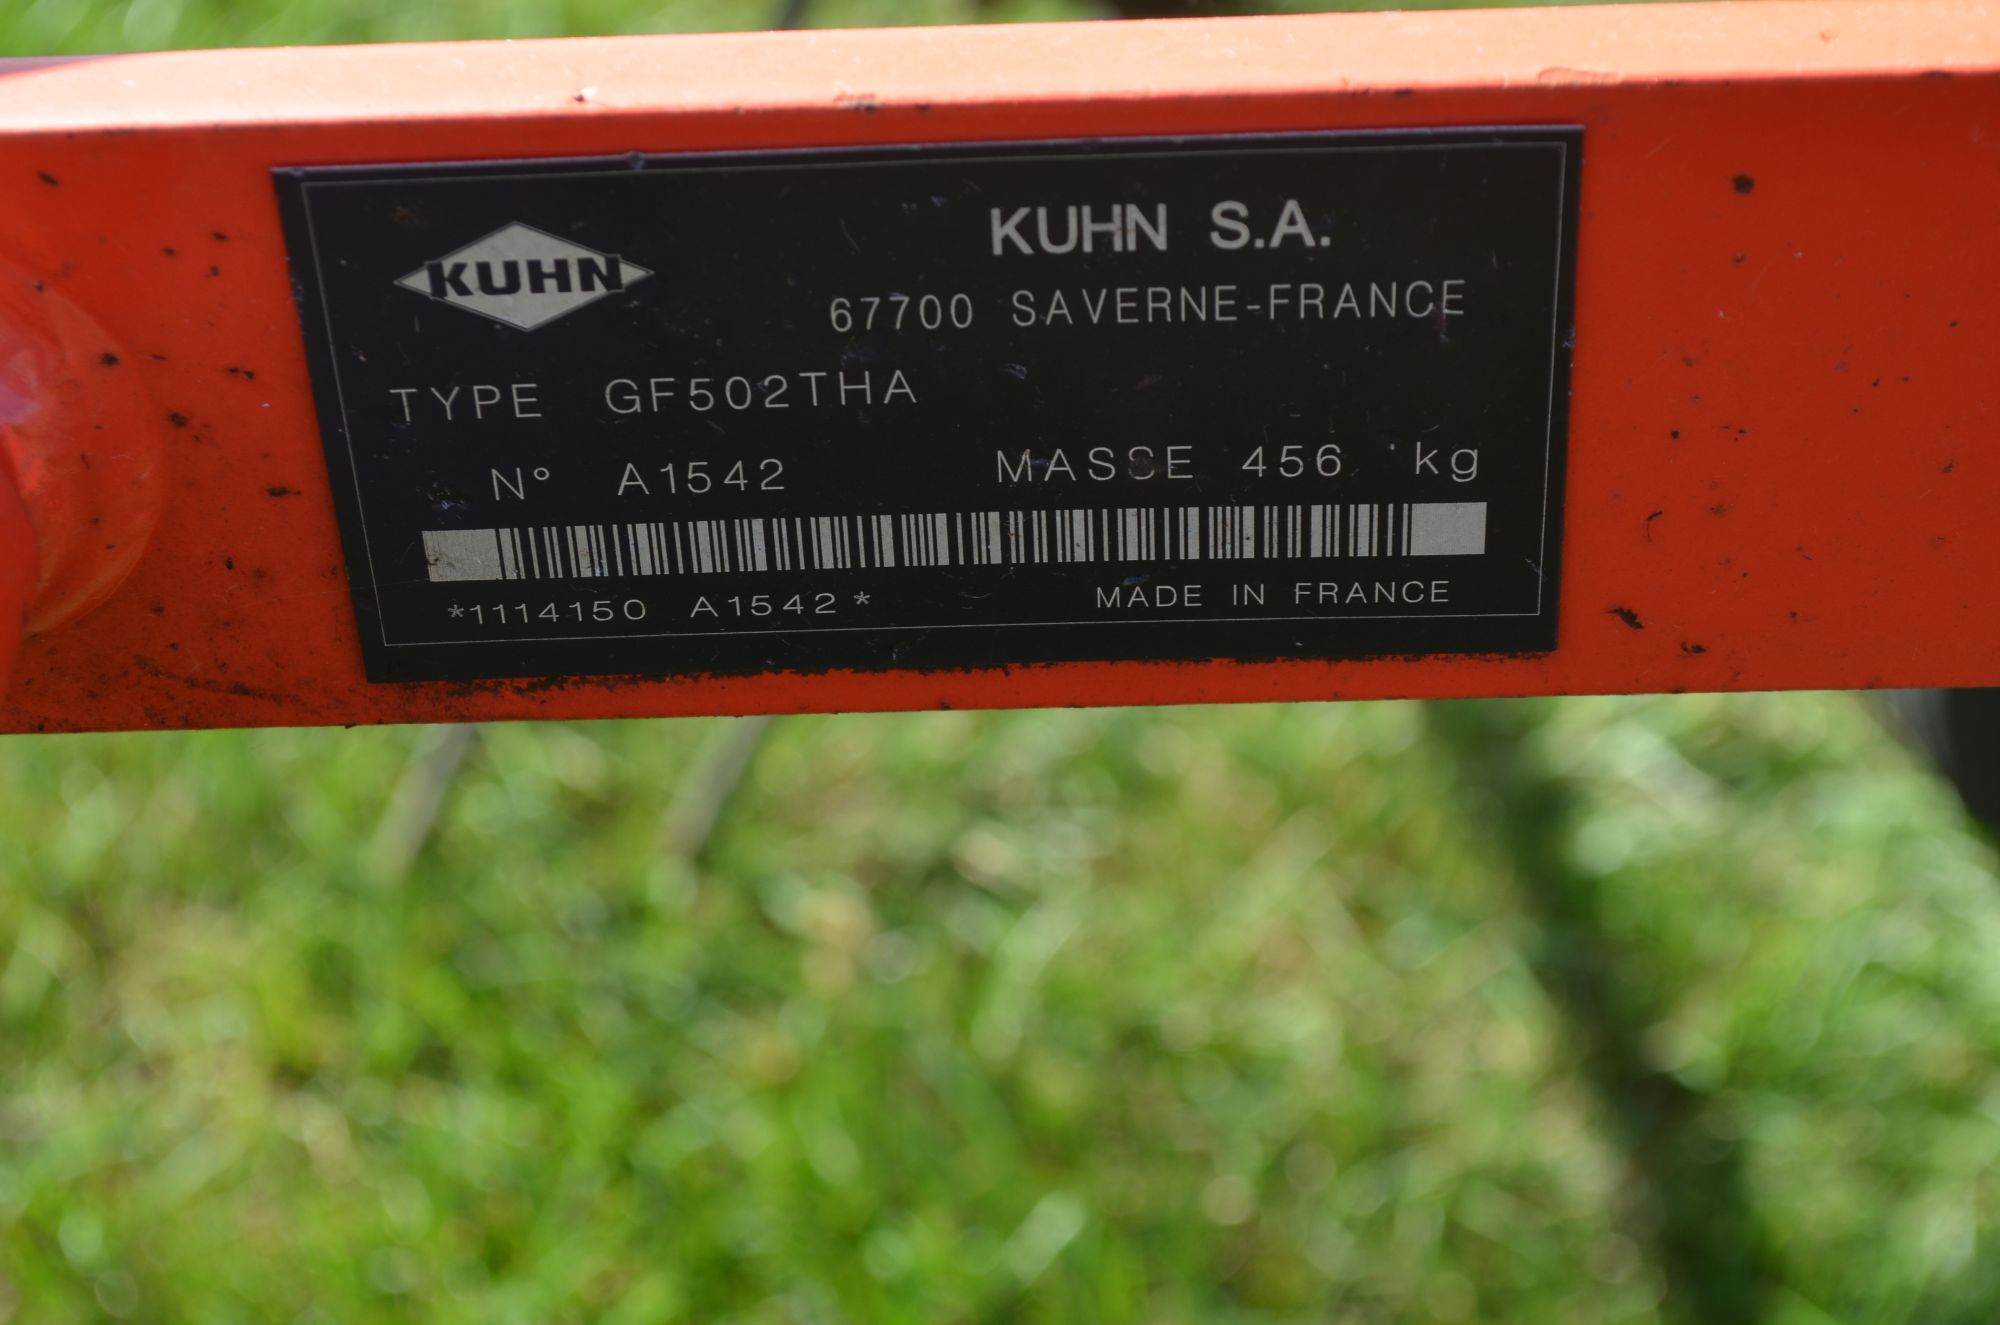 KUHN
KUHN S.A.
67700 SAVERNE-FRANCE
TYPE GF502THA
N° A1542 MASSE 456 kg
*1114150 A1542*
MADE IN FRANCE